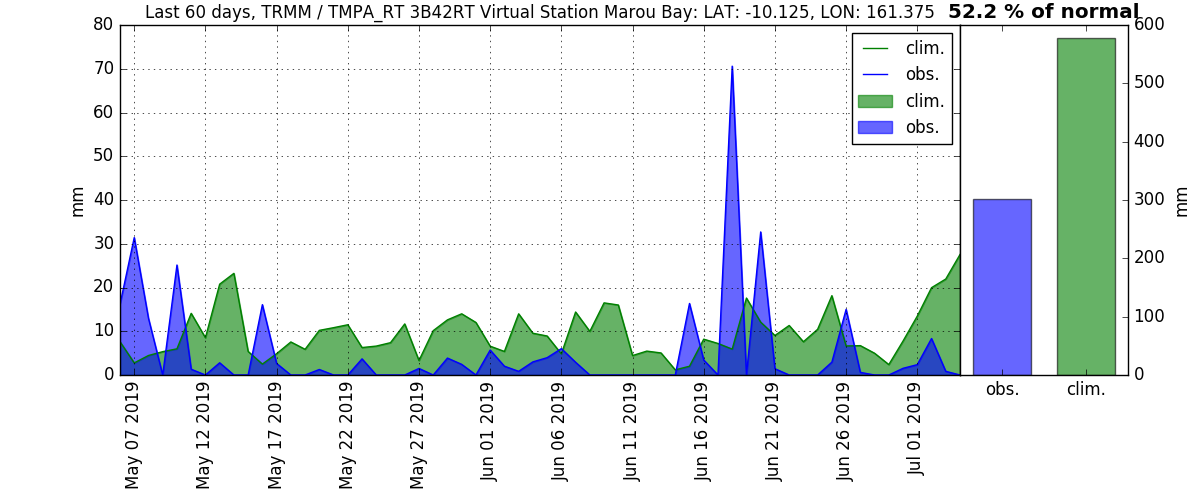 Last 60 days, TRMM / TMPA_RT 3B42RT Virtual Station Marou Bay: LAT: -10.125, LON: 161.375 52.2 % of normal
80
70
60
50
40
30
20
10
0
mm
clim.
obs.
clim.
obs.
600
500
400
300
200
100
0
mm
obs. clim.
May 07 2019
May 12 2019
May 17 2019
May 22 2019
May 27 2019
Jun 01 2019
Jun 06 2019
Jun 11 2019
Jun 16 2019
Jun 21 2019
Jun 26 2019
Jul 01 2019